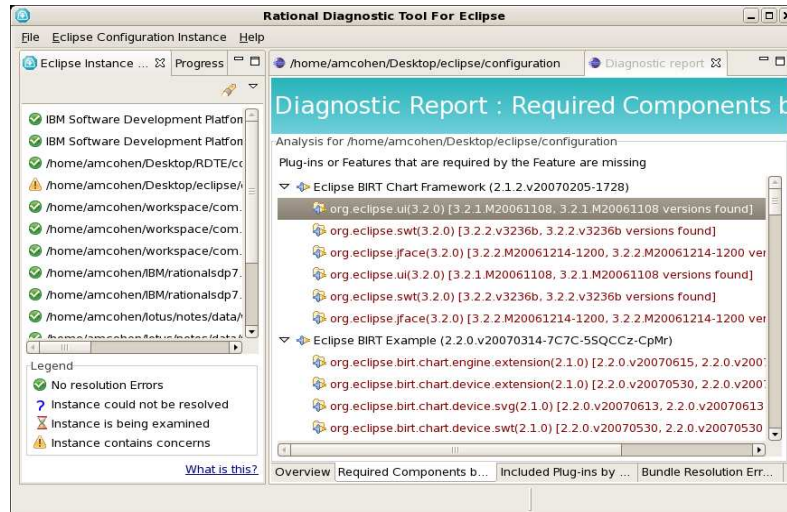 Rational Diagnostic Tool For Eclipse
File Eclipse Configuration Instance Help
Eclipse Instance ... Progress
IBM Software Development Platforn
IBM Software Development Platforn
/home/amcohen/Desktop/RDTE/cc
/home/amcohen/Desktop/eclipse/
/home/amcohen/workspace/com.
/home/amcohen/workspace/com.
/home/amcohen/workspace/com.
/home/amcohen/IBM/rationalsdp7.
/home/amcohen/IBM/rationalsdp7.
/home/amcohen/lotus/notes/data/
/home/amcohen/lotus/notes/data/
Legend
No resolution Errors
? Instance could not be resolved
Instance is being examined
Instance contains concerns
What is this?
/home/amcohen/Desktop/eclipse/configuration Diagnostic report
Diagnostic Report : Required Components b
Analysis for /home/amcohen/Desktop/eclipse/configuration
Plug-ins or Features that are required by the Feature are missing
Eclipse BIRT Chart Framework (2.1.2.v20070205-1728)
org.eclipse.ui(3.2.0) [3.2.1.M20061108, 3.2.1.M20061108 versions found]
org.eclipse.swt(3.2.0) [3.2.2.v3236b, 3.2.2.v3236b versions found]
org.eclipse.jface(3.2.0) [3.2.2.M20061214-1200, 3.2.2.M20061214-1200 ver
org.eclipse.ui(3.2.0) [3.2.1.M20061108, 3.2.1.M20061108 versions found]
org.eclipse.swt(3.2.0) [3.2.2.v3236b, 3.2.2.v3236b versions found]
org.eclipse.jface(3.2.0) [3.2.2.M20061214-1200, 3.2.2.M20061214-1200 ver
Eclipse BIRT Example (2.2.0.v20070314-7C7C-5SQCCz-CpMr)
org.eclipse.birt.chart.engine.extension(2.1.0) [2.2.0.v20070615, 2.2.0.v200
org.eclipse.birt.chart.device.extension(2.1.0) [2.2.0.v20070530, 2.2.0.v200
org.eclipse.birt.chart.device.svg(2.1.0) [2.2.0.v20070613, 2.2.0.v20070613
org.eclipse.birt.chart.device.swt(2.1.0) [2.2.0.v20070530, 2.2.0.v20070530
Overview Required Components b... Included Plug-ins by ... Bundle Resolution Err...